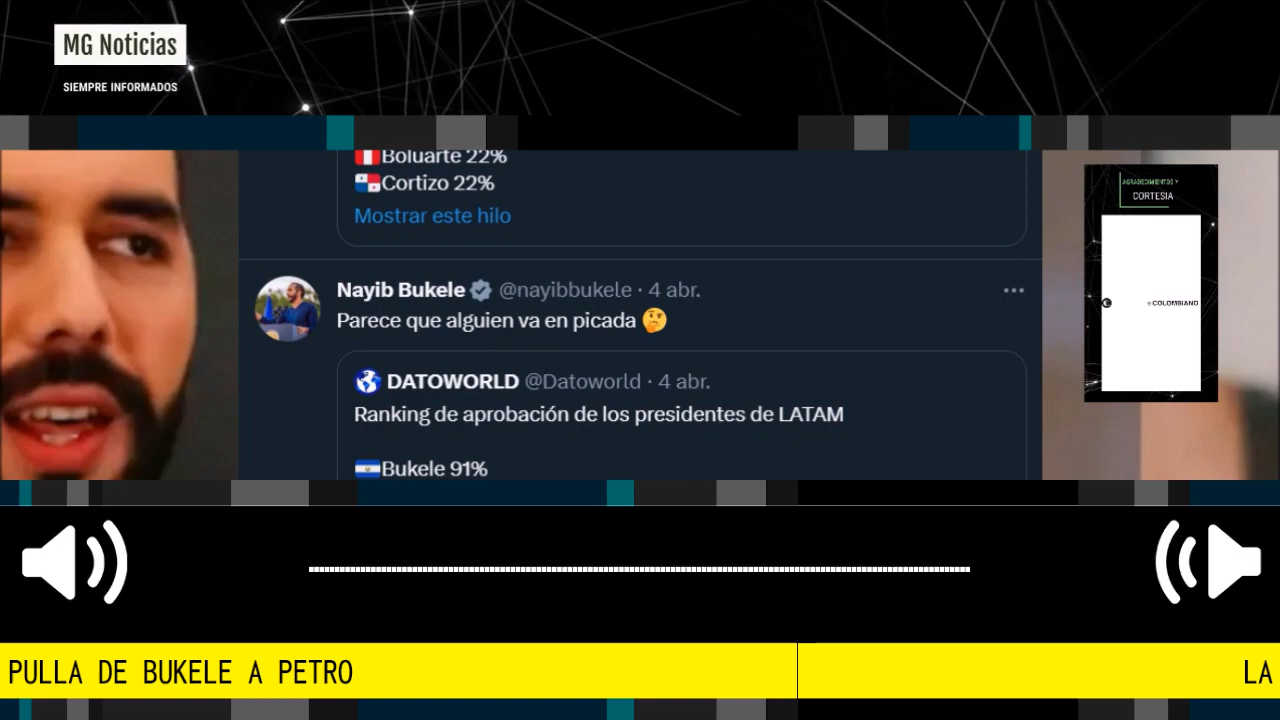 MG Noticias
SIEMPRE INFORMADOS
Boluarte 22%
Cortizo 22%
Mostrar este hilo
Nayib Bukele @nayibbukele · 4 abr.
Parece que alguien va en picada 🤔
DATOWORLD @Datoworld · 4 abr.
Ranking de aprobación de los presidentes de LATAM
Bukele 91%
AGRADECIMIENTOS Y
CORTESIA
COLOMBIANO
PULLA DE BUKELE A PETRO
LA